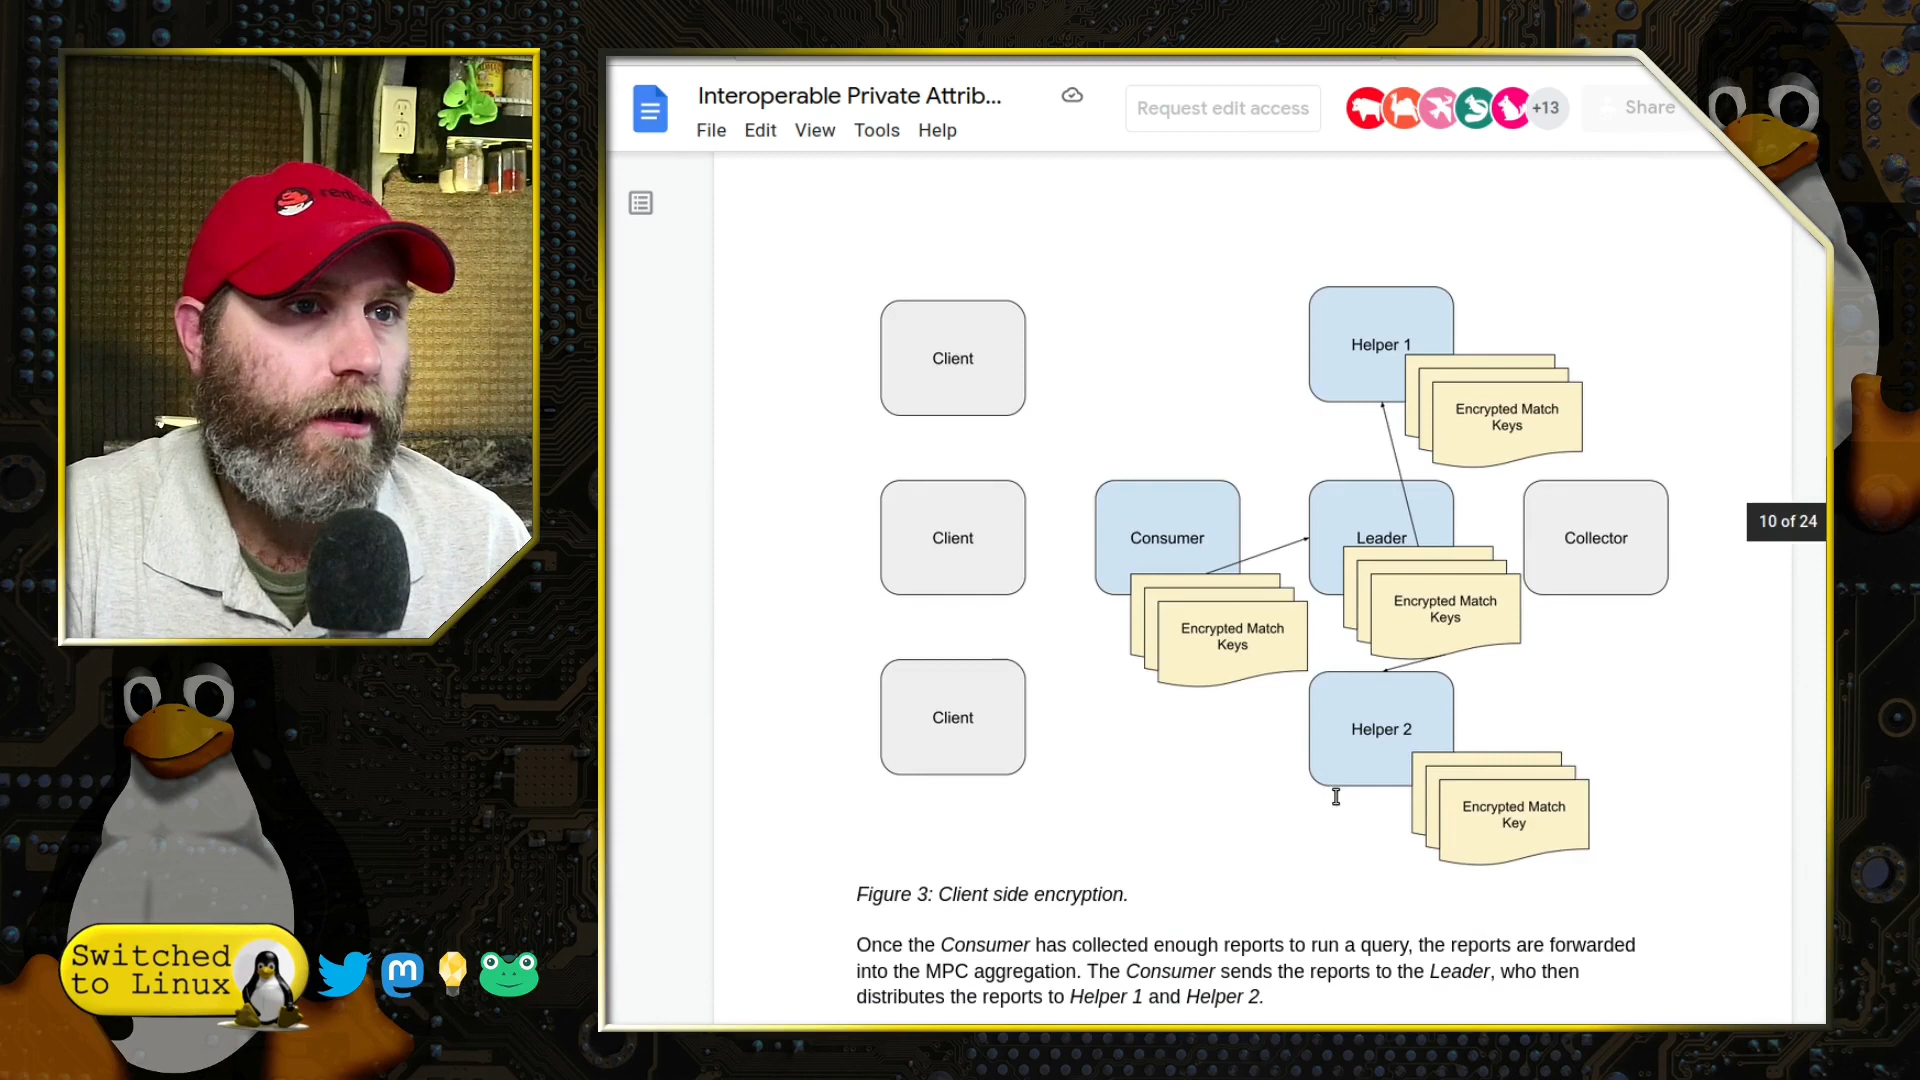 redhat
Interoperable Private Attrib...
Request edit access
+13
Share
File Edit View Tools Help
Client
Helper 1
Encrypted Match
Keys
Client
Consumer
Leader
Collector
10 of 24
Encrypted Match
Keys
Encrypted Match
Keys
Client
Helper 2
Encrypted Match
Key
Figure 3: Client side encryption.
Once the Consumer has collected enough reports to run a query, the reports are forwarded
into the MPC aggregation. The Consumer sends the reports to the Leader, who then
distributes the reports to Helper 1 and Helper 2.
Switched
to Linux
m